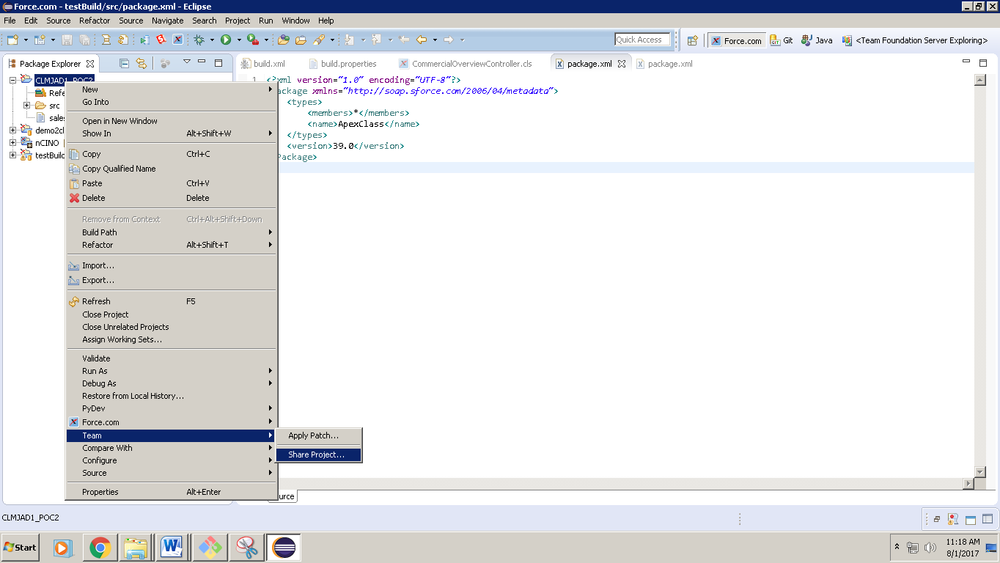 Force.com - testBuild/src/package.xml - Eclipse
File Edit Source Refactor Source Navigate Search Project Run Window Help
Quick Access Force.com Git Java <Team Foundation Server Exploring>
Package Explorer
build.xml build.properties CommercialOverviewController.cls package.xml package.xml
CLMJAD1_POC2
Refe
src
sales
demo2cl
nCINO
testBuild
1 <?xml version="1.0" encoding="UTF-8"?>
Package xmlns="http://soap.sforce.com/2006/04/metadata">
<types>
<members>*</members>
<name>ApexClass</name>
</types>
<version>39.0</version>
Package>
New
Go Into
Open in New Window
Show In Alt+Shift+W
Copy Ctrl+C
Copy Qualified Name
Paste Ctrl+V
Delete Delete
Remove from Context Ctrl+Alt+Shift+Down
Build Path
Refactor Alt+Shift+T
Import...
Export...
Refresh F5
Close Project
Close Unrelated Projects
Assign Working Sets...
Validate
Run As
Debug As
Restore from Local History...
PyDev
Force.com
Team
Compare With
Configure
Source
Properties Alt+Enter
Apply Patch...
Share Project...
ource
CLMJAD1_POC2
Start
11:18 AM
8/1/2017